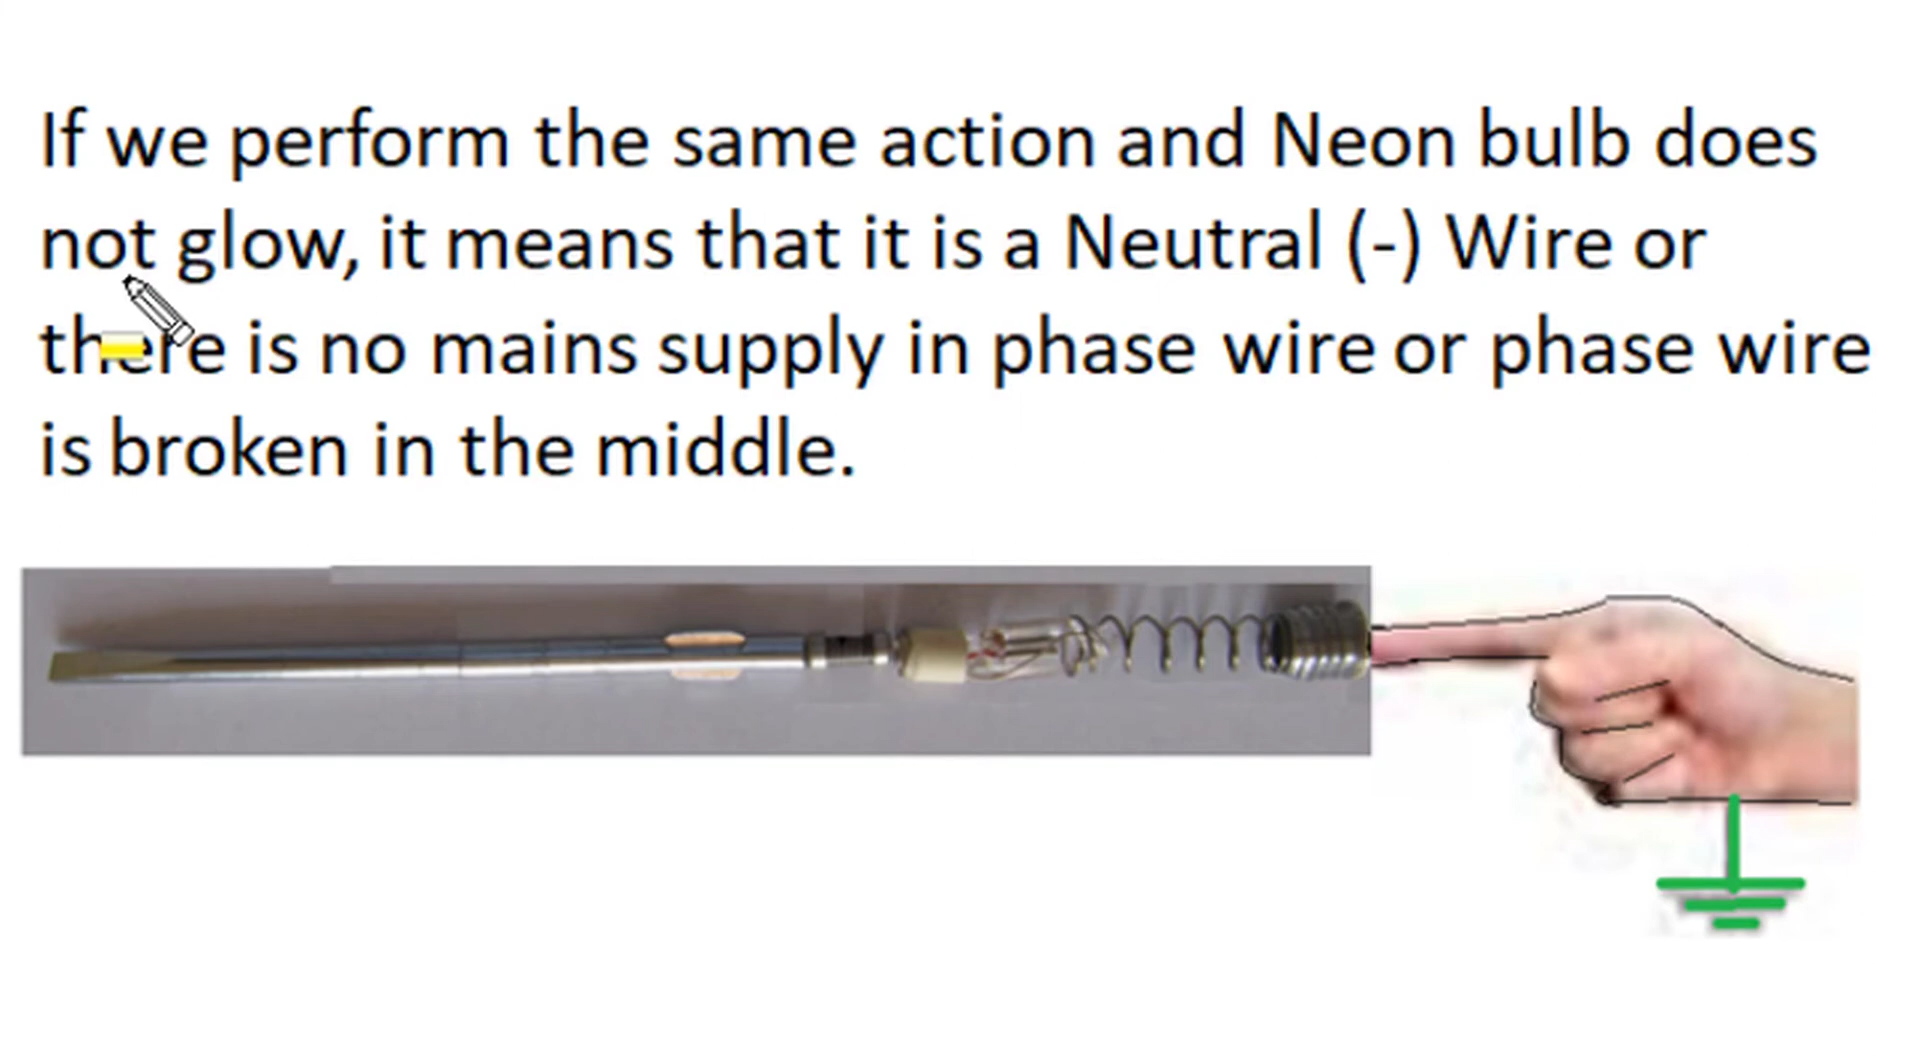 If we perform the same action and Neon bulb does
not glow, it means that it is a Neutral (-) Wire or
there is no mains supply in phase wire or phase wire
is broken in the middle.